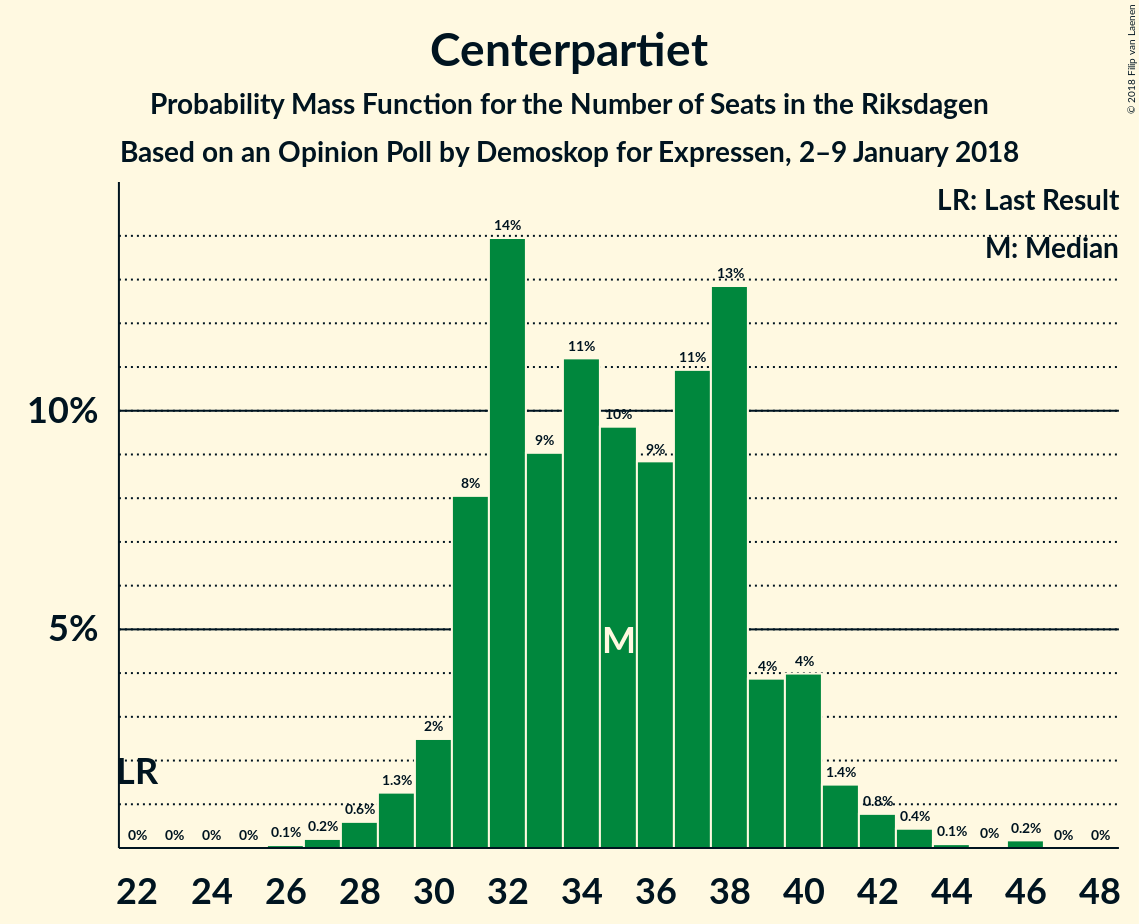 Centerpartiet
Probability Mass Function for the Number of Seats in the Riksdagen
Based on an Opinion Poll by Demoskop for Expressen, 2–9 January 2018
© 2018 Filip van Laenen
LR: Last Result
M: Median
10%
5%
0% 0% 0% 0% 0.1% 0.2% 0.6% 1.3% 2% 8% 14% 9% 11% 10% 9% 11% 13% 4% 4% 1.4% 0.8% 0.4% 0.1% 0% 0.2% 0% 0%
M
LR
22 24 26 28 30 32 34 36 38 40 42 44 46 48